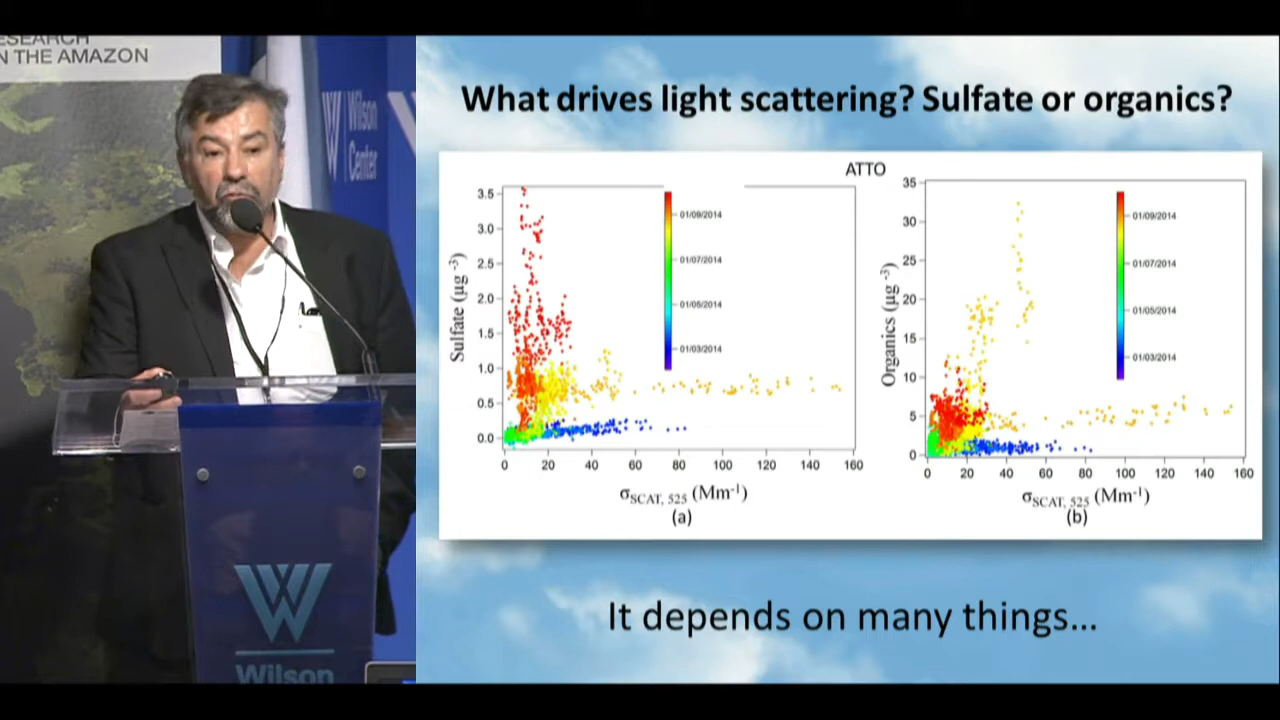 ESEARCH
N THE AMAZON
Wilson
Center
Wilson
What drives light scattering? Sulfate or organics?
ATTO
Sulfate (µg -3)
3.5
3.0
2.5
2.0
1.5
1.0
0.5
0.0
01/09/2014
01/07/2014
01/05/2014
01/03/2014
0 20 40 60 80 100 120 140 160
σSCAT, 525 (Mm-1)
(a)
Organics (µg -3)
35
30
25
20
15
10
5
0
01/09/2014
01/07/2014
01/05/2014
01/03/2014
0 20 40 60 80 100 120 140 160
σSCAT, 525 (Mm-1)
(b)
It depends on many things...